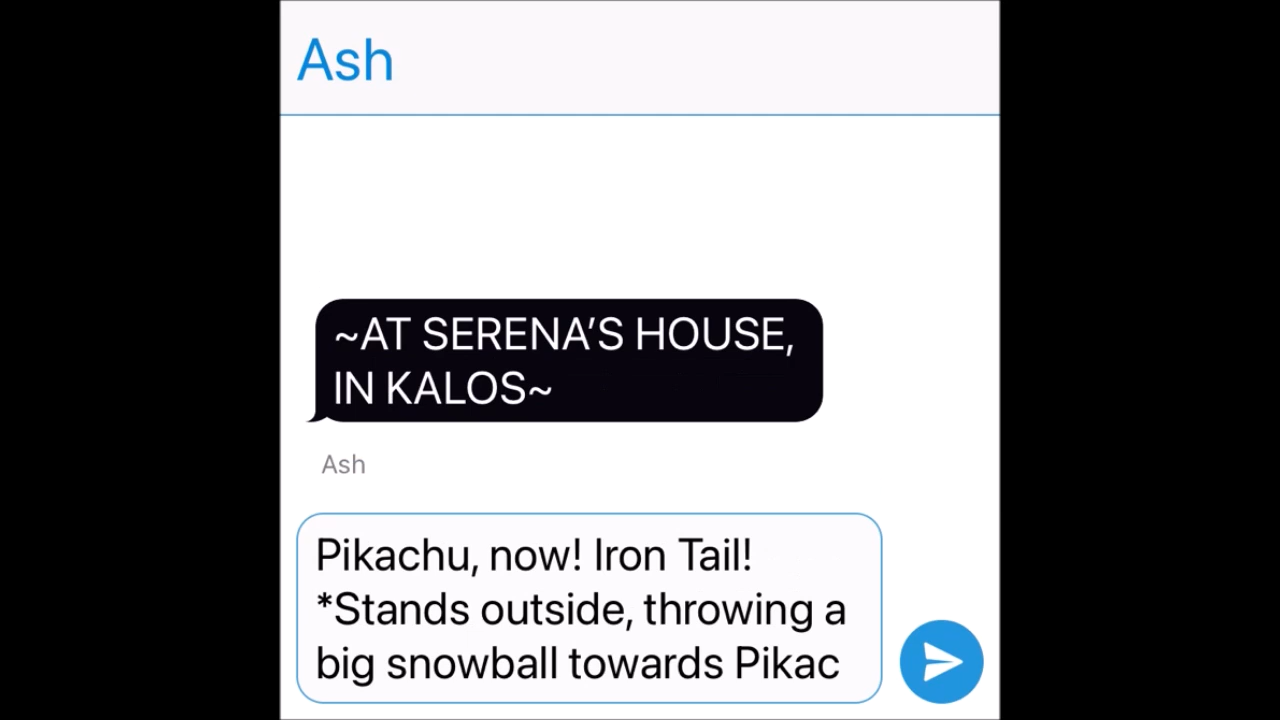 Ash
~AT SERENA’S HOUSE,
IN KALOS~
Ash
Pikachu, now! Iron Tail!
*Stands outside, throwing a
big snowball towards Pikac